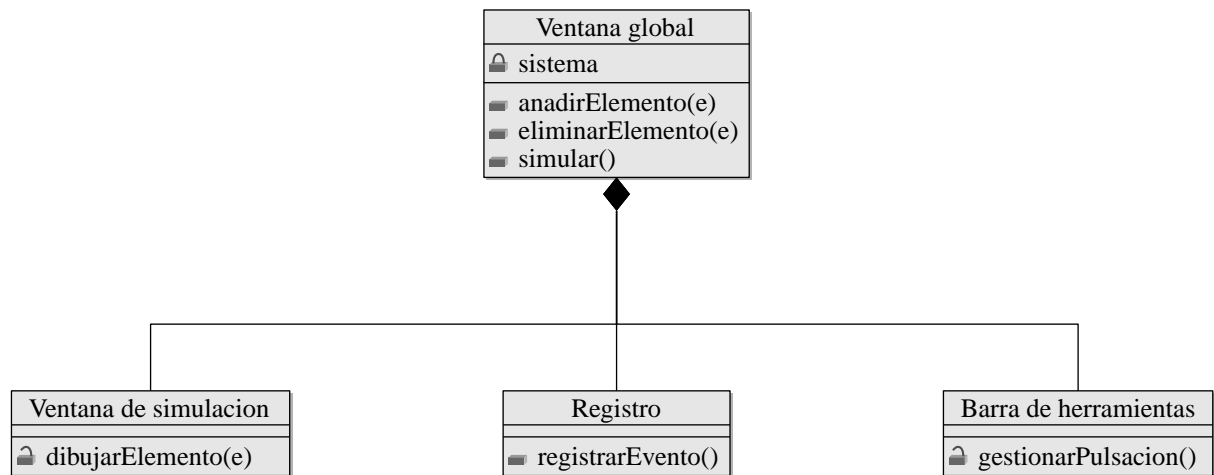 Ventana global
sistema
anadirElemento(e)
eliminarElemento(e)
simular()
Ventana de simulacion
dibujarElemento(e)
Registro
registrarEvento()
Barra de herramientas
gestionarPulsacion()